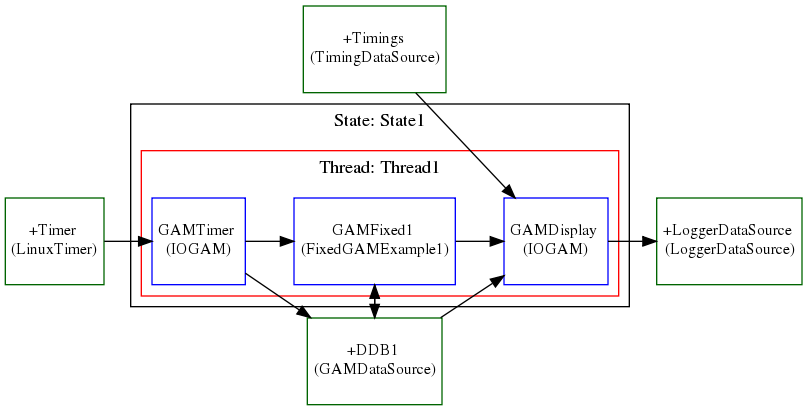 +Timings
(TimingDataSource)
State: State1
Thread: Thread1
+Timer
(LinuxTimer)
GAMTimer
(IOGAM)
GAMFixed1
(FixedGAMExample1)
GAMDisplay
(IOGAM)
+LoggerDataSource
(LoggerDataSource)
+DDB1
(GAMDataSource)